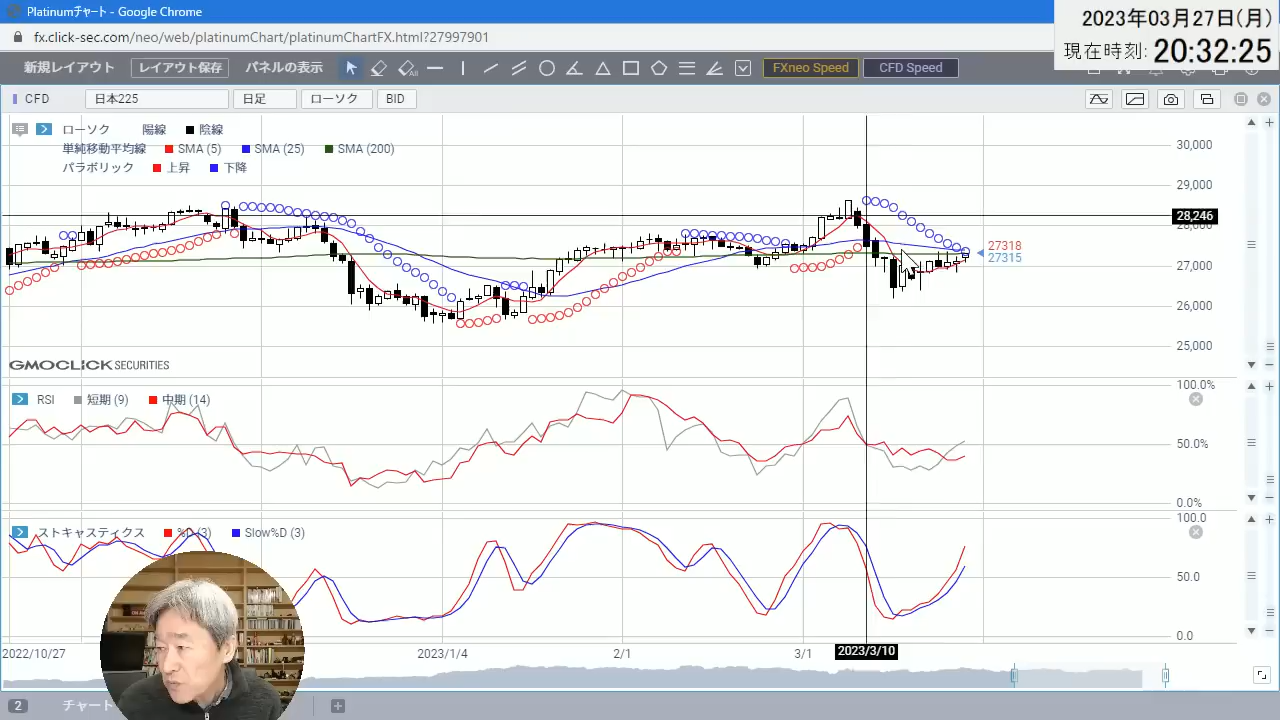 Platinumチャート - Google Chrome
2023年03月27日(月)
現在時刻: 20:32:25
fx.click-sec.com/neo/web/platinumChart/platinumChartFX.html?27997901
新規レイアウト レイアウト保存 パネルの表示 FXneo Speed CFD Speed
CFD 日本225 日足 ローソク BID
ローソク 陽線 陰線
単純移動平均線 SMA (5) SMA (25) SMA (200)
パラボリック 上昇 下降
30,000
29,000
28,246
28,000
27318
27315
27,000
26,000
25,000
GMOCLICK SECURITIES
RSI 短期 (9) 中期 (14)
100.0%
50.0%
0.0%
ストキャスティクス %D (3) Slow%D (3)
100.0
50.0
0.0
2022/10/27 2023/1/4 2/1 3/1 2023/3/10
2 チャート